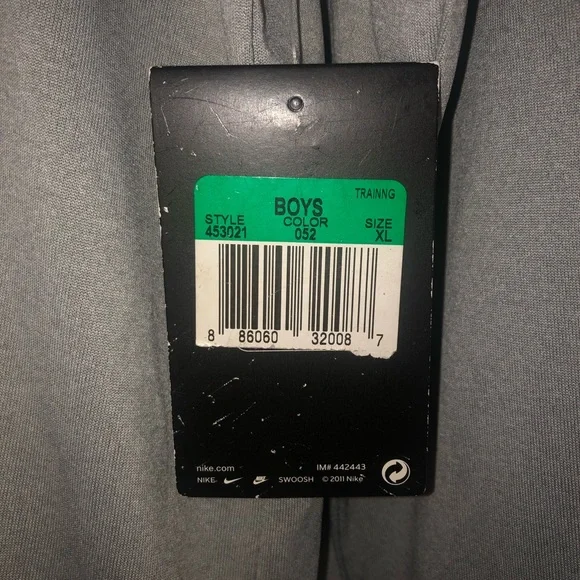 TRAINNG
BOYS
STYLE COLOR SIZE
453021 052 XL
8 86060 32008 7
nike.com IM# 442443
NIKE SWOOSH © 2011 Nike